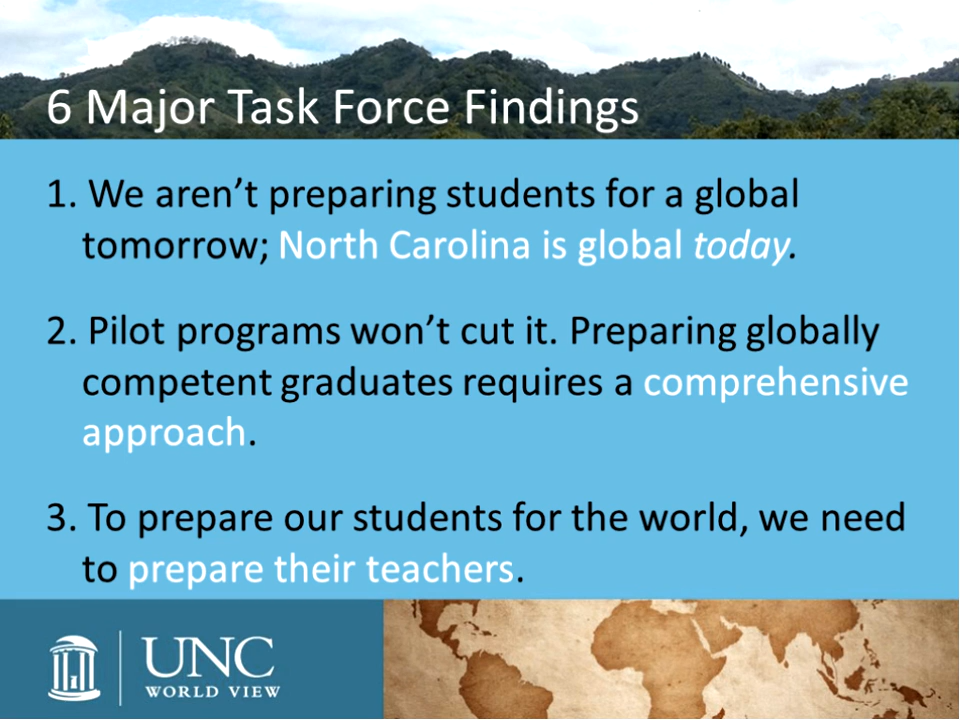 6 Major Task Force Findings
1. We aren’t preparing students for a global
tomorrow; North Carolina is global today.
2. Pilot programs won’t cut it. Preparing globally
competent graduates requires a comprehensive
approach.
3. To prepare our students for the world, we need
to prepare their teachers.
UNC
WORLD VIEW